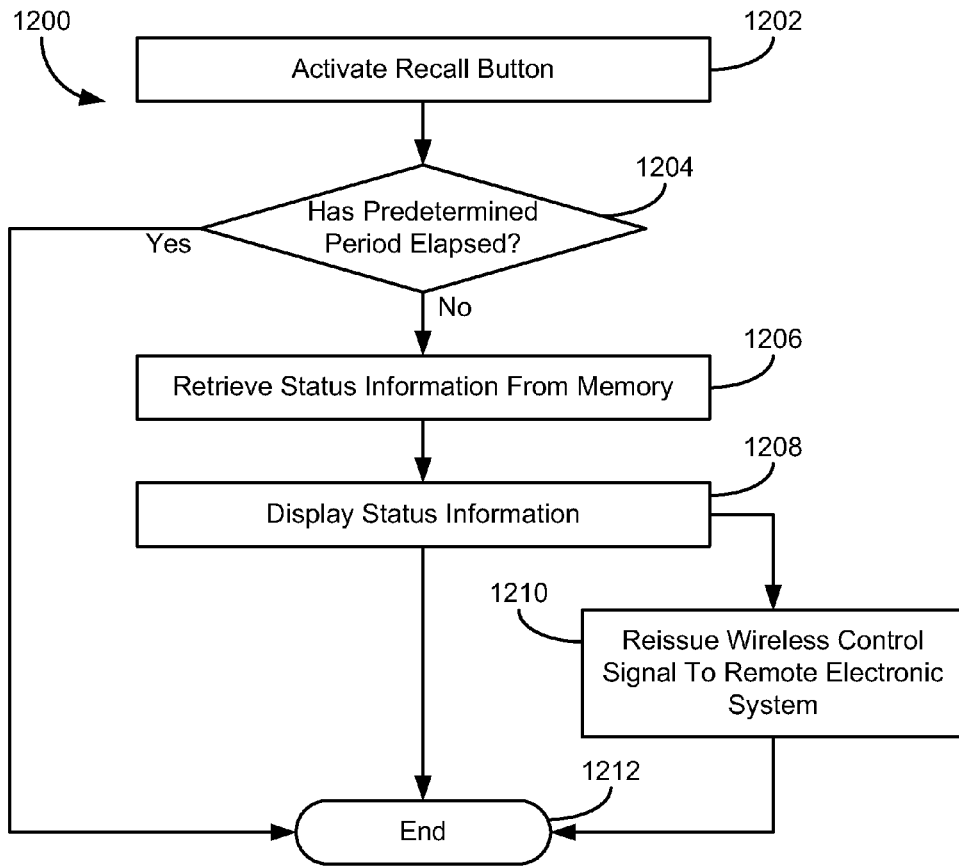 1200
1202
Activate Recall Button
1204
Has Predetermined
Period Elapsed?
Yes
No
1206
Retrieve Status Information From Memory
1208
Display Status Information
1210
Reissue Wireless Control
Signal To Remote Electronic
System
1212
End